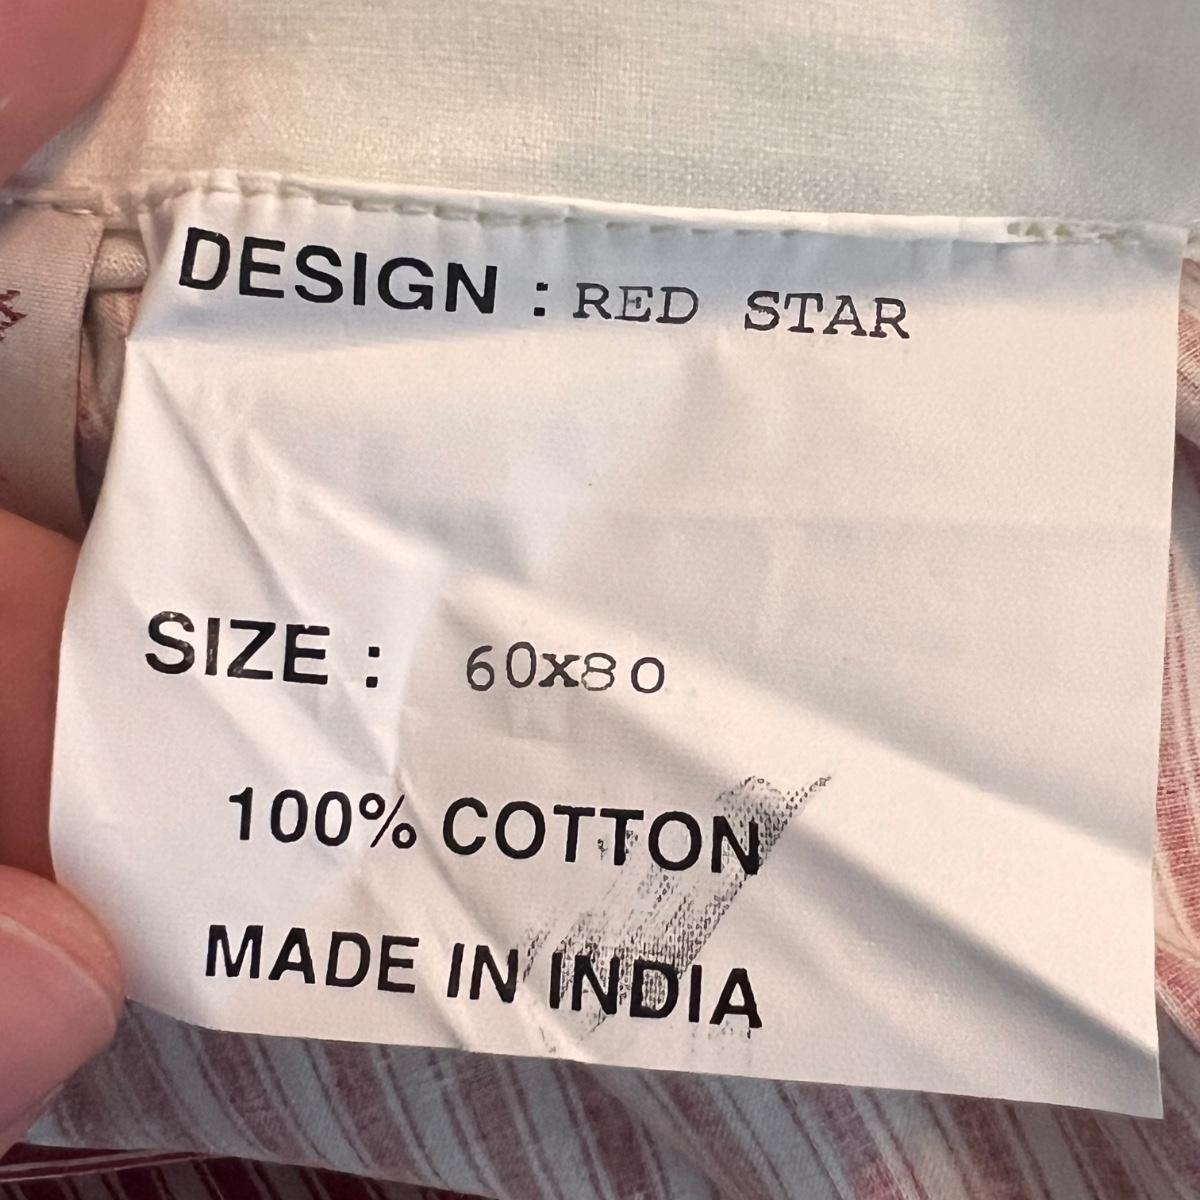 DESIGN : RED STAR
SIZE : 60x80
100% COTTON
MADE IN INDIA